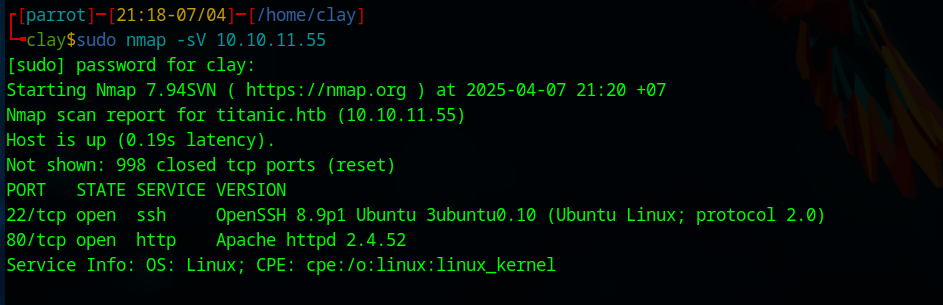 ┌[parrot]─[21:18-07/04]─[/home/clay]
└╼clay$sudo nmap -sV 10.10.11.55
[sudo] password for clay:
Starting Nmap 7.94SVN ( https://nmap.org ) at 2025-04-07 21:20 +07
Nmap scan report for titanic.htb (10.10.11.55)
Host is up (0.19s latency).
Not shown: 998 closed tcp ports (reset)
PORT   STATE SERVICE VERSION
22/tcp open  ssh     OpenSSH 8.9p1 Ubuntu 3ubuntu0.10 (Ubuntu Linux; protocol 2.0)
80/tcp open  http    Apache httpd 2.4.52
Service Info: OS: Linux; CPE: cpe:/o:linux:linux_kernel